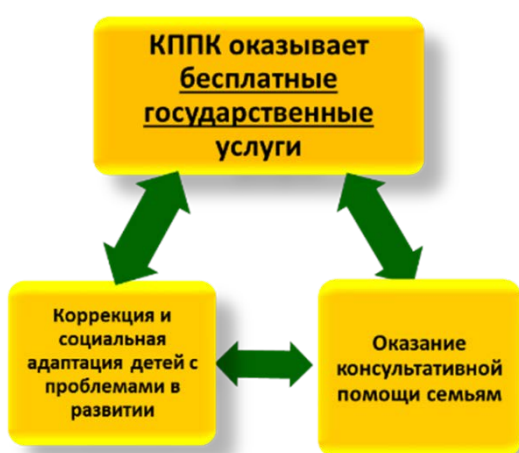 КППК оказывает
бесплатные
государственные
услуги
Коррекция и
социальная
адаптация детей с
проблемами в
развитии
Оказание
консультативной
помощи семьям